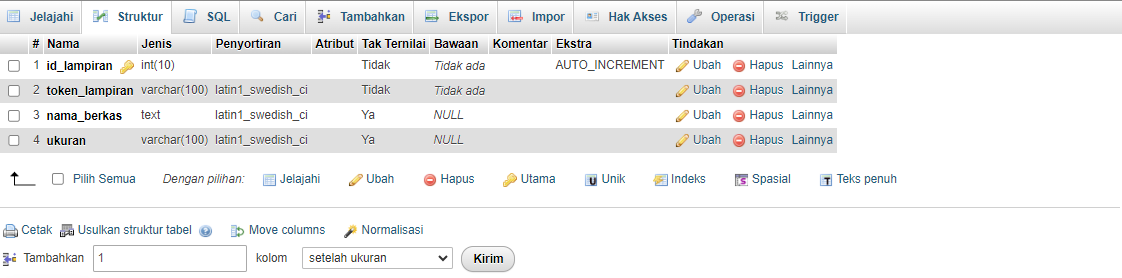 Jelajahi Struktur SQL Cari Tambahkan Ekspor Impor Hak Akses Operasi Trigger
# Nama Jenis Penyortiran Atribut Tak Ternilai Bawaan Komentar Ekstra Tindakan
1 id_lampiran int(10) Tidak Tidak ada AUTO_INCREMENT Ubah Hapus Lainnya
2 token_lampiran varchar(100) latin1_swedish_ci Tidak Tidak ada Ubah Hapus Lainnya
3 nama_berkas text latin1_swedish_ci Ya NULL Ubah Hapus Lainnya
4 ukuran varchar(100) latin1_swedish_ci Ya NULL Ubah Hapus Lainnya
Pilih Semua Dengan pilihan: Jelajahi Ubah Hapus Utama Unik Indeks Spasial Teks penuh
Cetak Usulkan struktur tabel Move columns Normalisasi
Tambahkan 1 kolom setelah ukuran Kirim